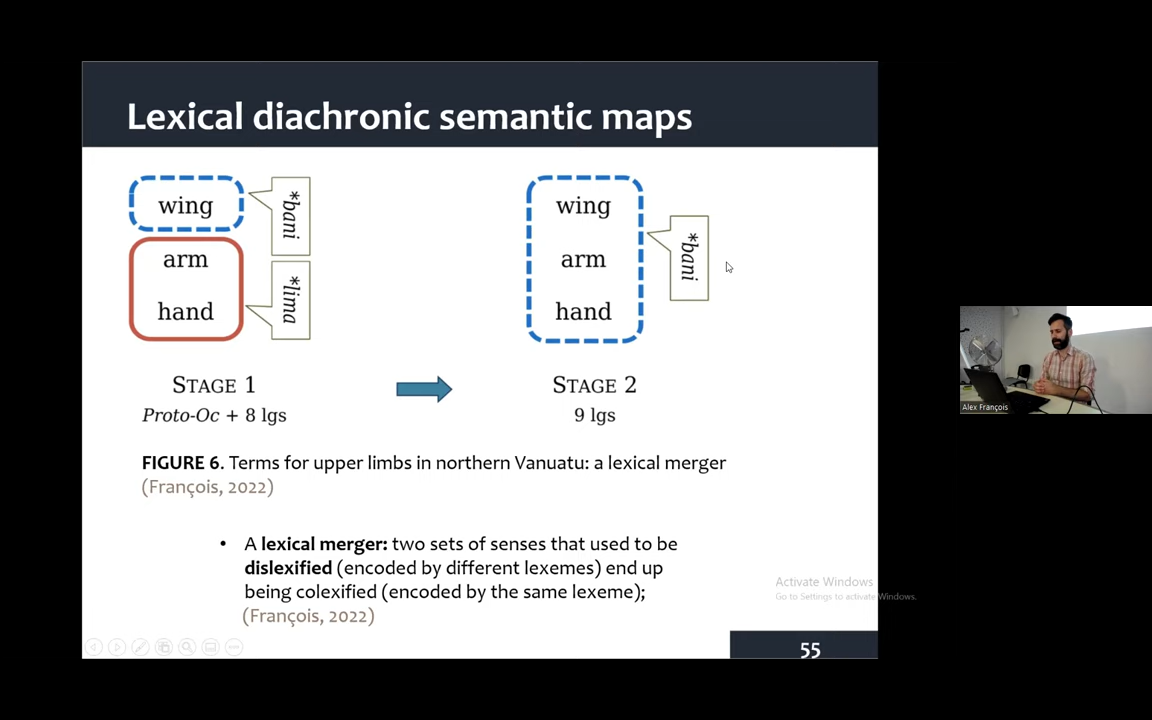 Lexical diachronic semantic maps
wing
*bani
arm
hand
*lima
wing
arm
hand
*bani
STAGE 1
Proto-Oc + 8 lgs
STAGE 2
9 lgs
FIGURE 6. Terms for upper limbs in northern Vanuatu: a lexical merger
(François, 2022)
• A lexical merger: two sets of senses that used to be
dislexified (encoded by different lexemes) end up
being colexified (encoded by the same lexeme);
(François, 2022)
Activate Windows
Go to Settings to activate Windows.
55
Alex François